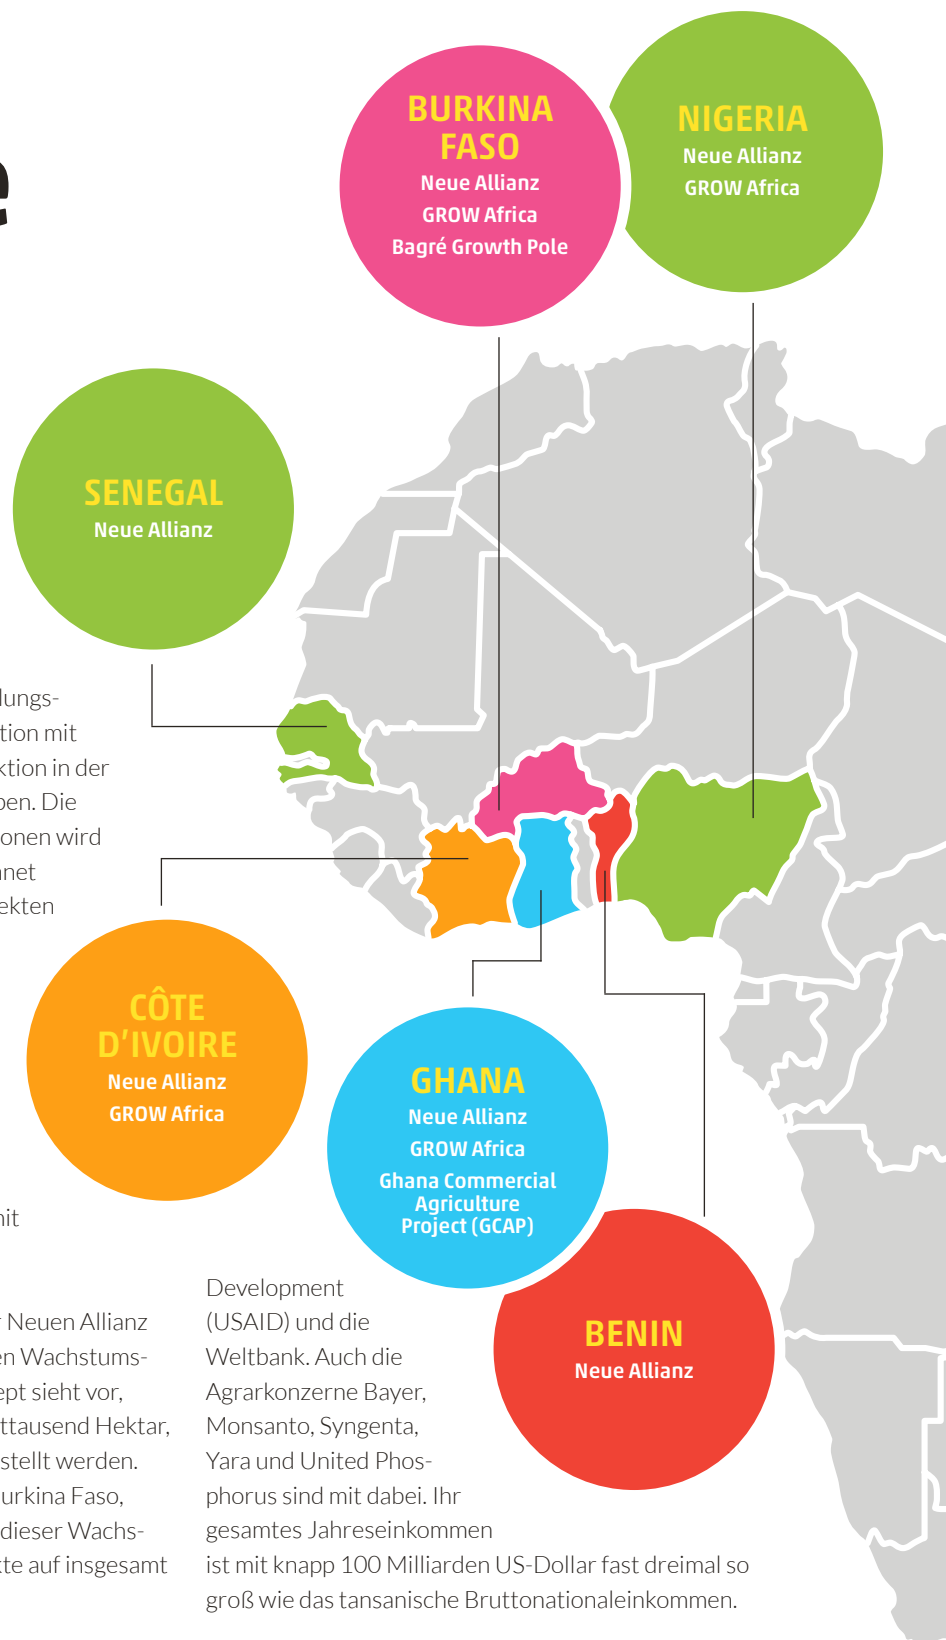 e
BURKINA
FASO
Neue Allianz
GROW Africa
Bagré Growth Pole
NIGERIA
Neue Allianz
GROW Africa
SENEGAL
Neue Allianz
dungs-
tion mit
ktion in der
ben. Die
onen wird
nnet
ekten
CÔTE
D'IVOIRE
Neue Allianz
GROW Africa
GHANA
Neue Allianz
GROW Africa
Ghana Commercial
Agriculture
Project (GCAP)
BENIN
Neue Allianz
mit
r Neuen Allianz
en Wachstums-
ept sieht vor,
ttausend Hektar,
stellt werden.
urkina Faso,
dieser Wachs-
kte auf insgesamt
Development
(USAID) und die
Weltbank. Auch die
Agrarkonzerne Bayer,
Monsanto, Syngenta,
Yara und United Phos-
phorus sind mit dabei. Ihr
gesamtes Jahreseinkommen
ist mit knapp 100 Milliarden US-Dollar fast dreimal so
groß wie das tansanische Bruttonationaleinkommen.